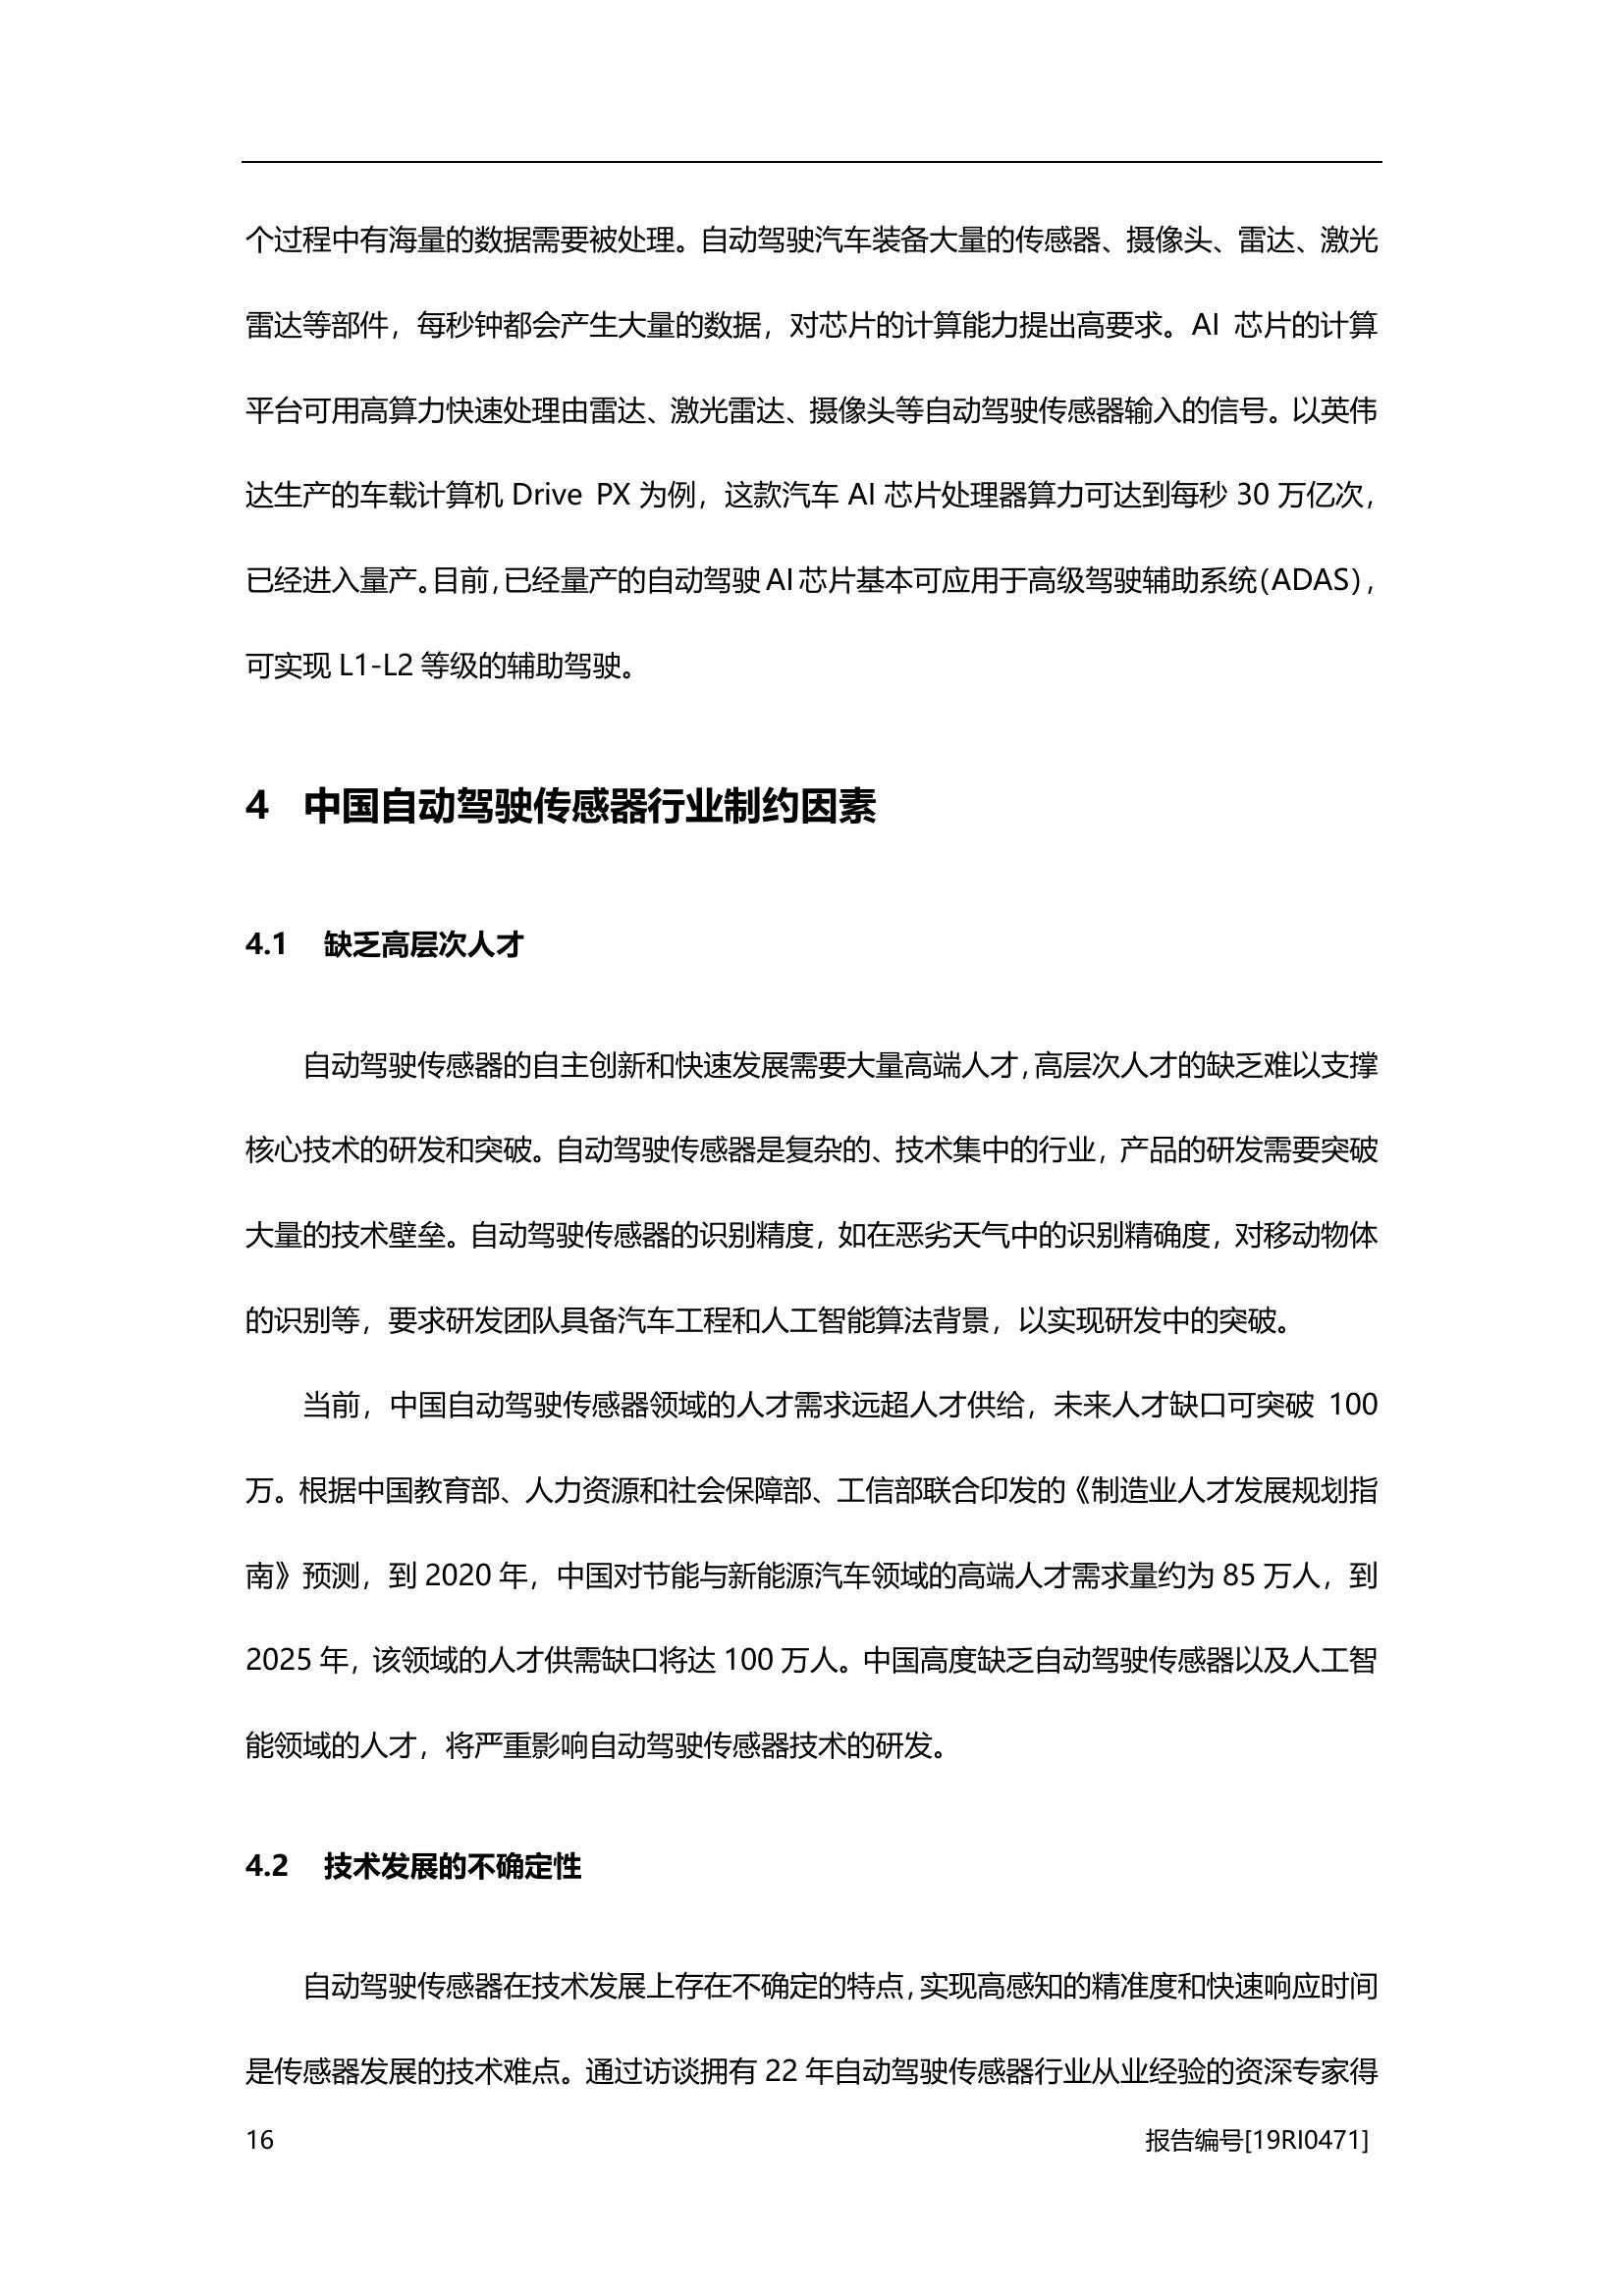 个过程中有海量的数据需要被处理。自动驾驶汽车装备大量的传感器、摄像头、雷达、激光
雷达等部件，每秒钟都会产生大量的数据，对芯片的计算能力提出高要求。AI 芯片的计算
平台可用高算力快速处理由雷达、激光雷达、摄像头等自动驾驶传感器输入的信号。以英伟
达生产的车载计算机 Drive PX 为例，这款汽车 AI 芯片处理器算力可达到每秒 30 万亿次，
已经进入量产。目前，已经量产的自动驾驶 AI 芯片基本可应用于高级驾驶辅助系统（ADAS），
可实现 L1-L2 等级的辅助驾驶。
4 中国自动驾驶传感器行业制约因素
4.1 缺乏高层次人才
自动驾驶传感器的自主创新和快速发展需要大量高端人才，高层次人才的缺乏难以支撑
核心技术的研发和突破。自动驾驶传感器是复杂的、技术集中的行业，产品的研发需要突破
大量的技术壁垒。自动驾驶传感器的识别精度，如在恶劣天气中的识别精确度，对移动物体
的识别等，要求研发团队具备汽车工程和人工智能算法背景，以实现研发中的突破。
当前，中国自动驾驶传感器领域的人才需求远超人才供给，未来人才缺口可突破 100
万。根据中国教育部、人力资源和社会保障部、工信部联合印发的《制造业人才发展规划指
南》预测，到 2020 年，中国对节能与新能源汽车领域的高端人才需求量约为 85 万人，到
2025 年，该领域的人才供需缺口将达 100 万人。中国高度缺乏自动驾驶传感器以及人工智
能领域的人才，将严重影响自动驾驶传感器技术的研发。
4.2 技术发展的不确定性
自动驾驶传感器在技术发展上存在不确定的特点，实现高感知的精准度和快速响应时间
是传感器发展的技术难点。通过访谈拥有 22 年自动驾驶传感器行业从业经验的资深专家得
16 报告编号[19RI0471]